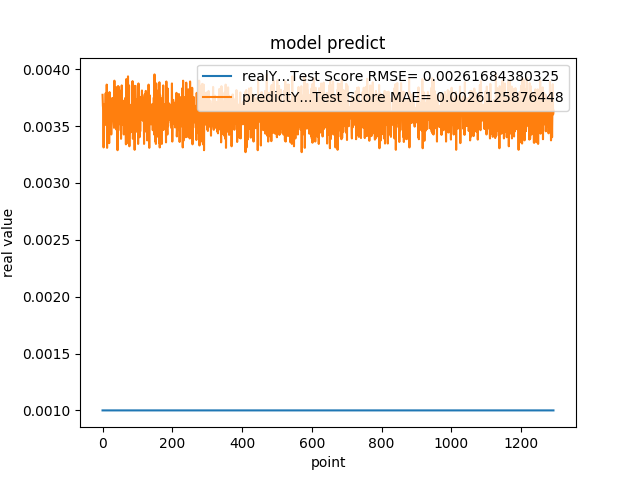 model predict
realY...Test Score RMSE= 0.00261684380325
predictY...Test Score MAE= 0.0026125876448
0.0040
0.0035
0.0030
0.0025
0.0020
0.0015
0.0010
real value
0 200 400 600 800 1000 1200
point